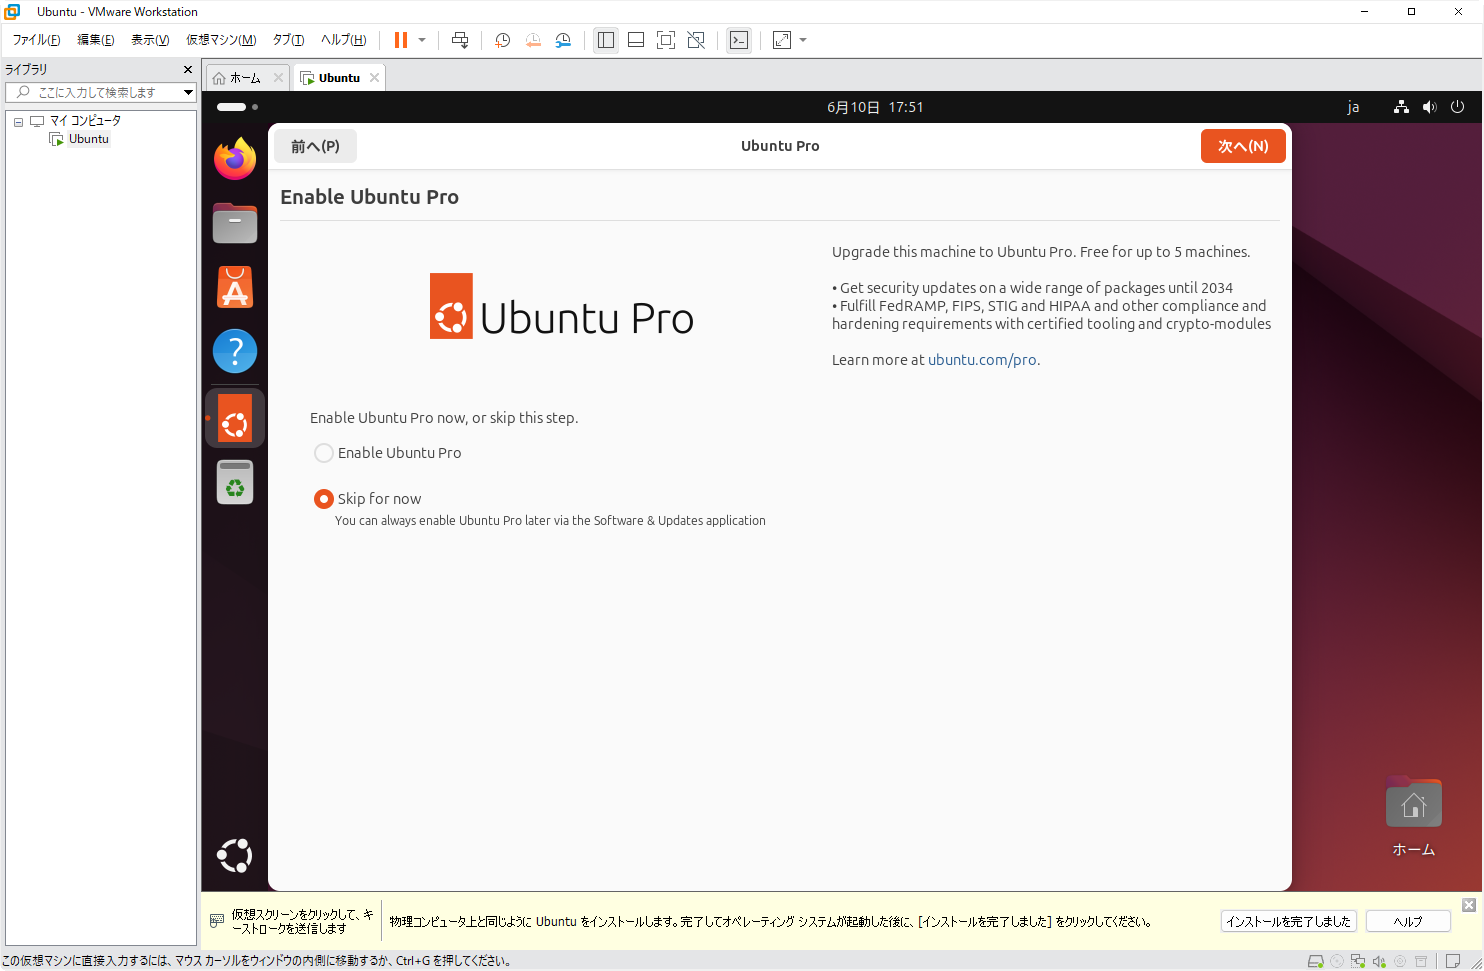 Ubuntu - VMware Workstation
ファイル(F) 編集(E) 表示(V) 仮想マシン(M) タブ(T) ヘルプ(H)
ライブラリ
ここに入力して検索します
マイ コンピュータ
Ubuntu
ホーム
Ubuntu
6月10日 17:51
ja
前へ(P)
Ubuntu Pro
次へ(N)
Enable Ubuntu Pro
Ubuntu Pro
Upgrade this machine to Ubuntu Pro. Free for up to 5 machines.
• Get security updates on a wide range of packages until 2034
• Fulfill FedRAMP, FIPS, STIG and HIPAA and other compliance and
hardening requirements with certified tooling and crypto-modules
Learn more at ubuntu.com/pro.
Enable Ubuntu Pro now, or skip this step.
Enable Ubuntu Pro
Skip for now
You can always enable Ubuntu Pro later via the Software & Updates application
ホーム
仮想スクリーンをクリックして、キ
ーストロークを送信します
物理コンピュータ上と同じように Ubuntu をインストールします。完了してオペレーティング システムが起動した後に、[インストールを完了しました] をクリックしてください。
インストールを完了しました
ヘルプ
この仮想マシンに直接入力するには、マウス カーソルをウィンドウの内側に移動するか、Ctrl+G を押してください。